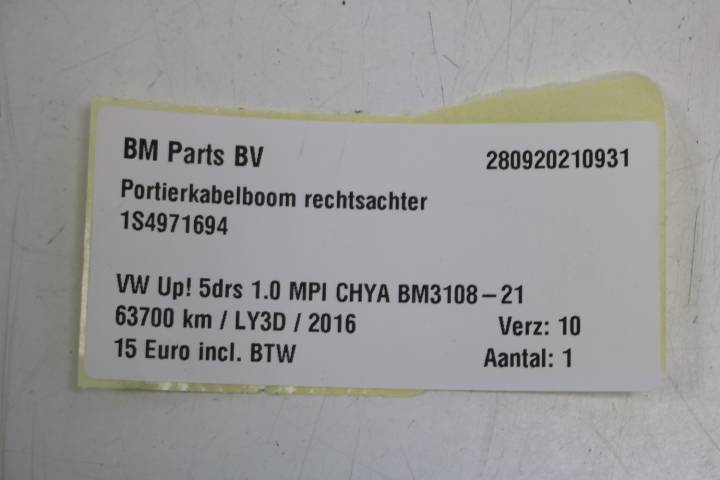 BM Parts BV 280920210931
Portierkabelboom rechtsachter
1S4971694
VW Up! 5drs 1.0 MPI CHYA BM3108-21
63700 km / LY3D / 2016 Verz: 10
15 Euro incl. BTW Aantal: 1